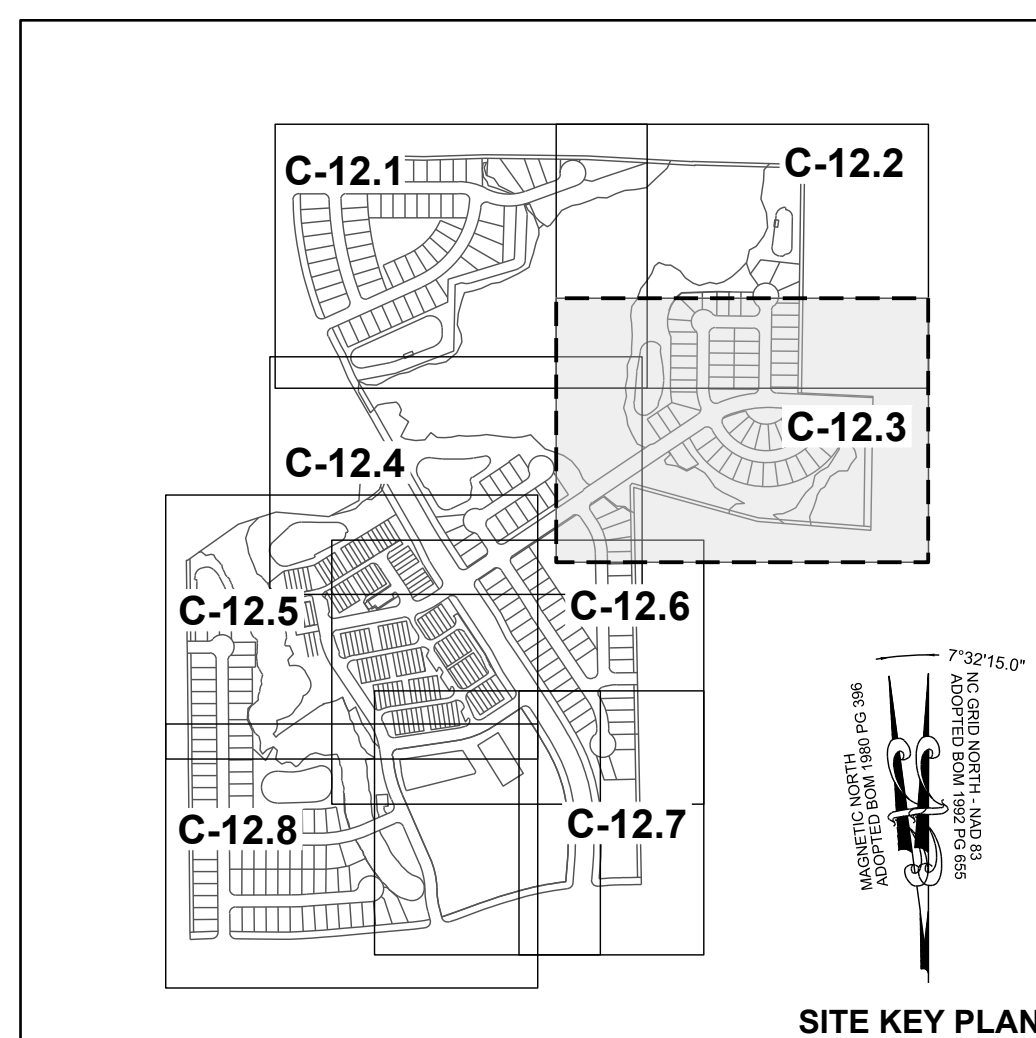 C-12.1
C-12.2
C-12.3
C-12.4
C-12.5
C-12.6
C-12.7
C-12.8
7°32'15.0"
MAGNETIC NORTH
ADOPTED BOM 1980 PG 396
NC GRID NORTH - NAD 83
ADOPTED BOM 1992 PG 655
SITE KEY PLAN